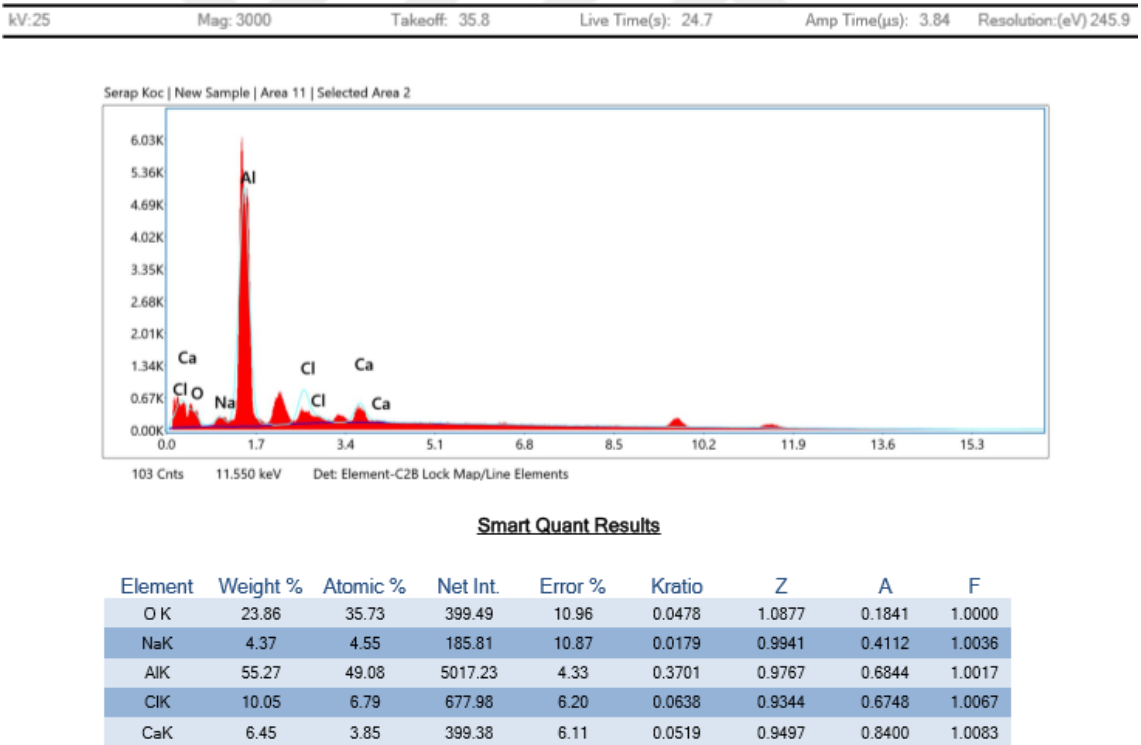 kV:25 Mag: 3000 Takeoff: 35.8 Live Time(s): 24.7 Amp Time(µs): 3.84 Resolution:(eV) 245.9
Serap Koc | New Sample | Area 11 | Selected Area 2
6.03K
5.36K
Al
4.69K
4.02K
3.35K
2.68K
2.01K
Ca
1.34K Cl Ca
0.67K Cl O Na Cl Ca
0.00K
0.0 1.7 3.4 5.1 6.8 8.5 10.2 11.9 13.6 15.3
103 Cnts 11.550 keV Det: Element-C2B Lock Map/Line Elements
Smart Quant Results
Element Weight % Atomic % Net Int. Error % Kratio Z A F
O K 23.86 35.73 399.49 10.96 0.0478 1.0877 0.1841 1.0000
NaK 4.37 4.55 185.81 10.87 0.0179 0.9941 0.4112 1.0036
AlK 55.27 49.08 5017.23 4.33 0.3701 0.9767 0.6844 1.0017
ClK 10.05 6.79 677.98 6.20 0.0638 0.9344 0.6748 1.0067
CaK 6.45 3.85 399.38 6.11 0.0519 0.9497 0.8400 1.0083